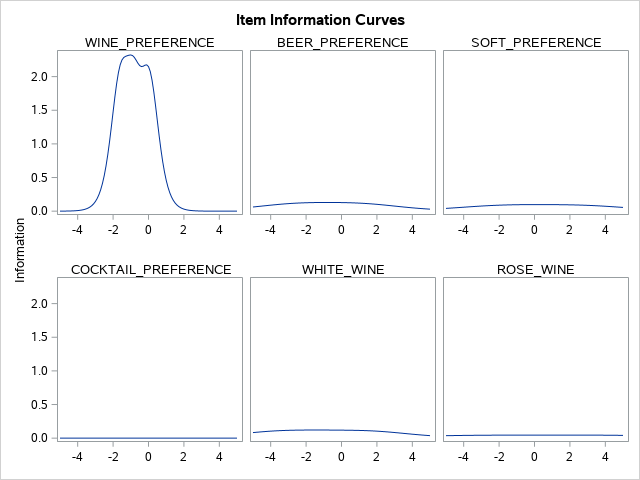 Item Information Curves
WINE_PREFERENCE BEER_PREFERENCE SOFT_PREFERENCE
2.0
1.5
1.0
0.5
0.0
-4 -2 0 2 4 -4 -2 0 2 4 -4 -2 0 2 4
Information
COCKTAIL_PREFERENCE WHITE_WINE ROSE_WINE
2.0
1.5
1.0
0.5
0.0
-4 -2 0 2 4 -4 -2 0 2 4 -4 -2 0 2 4